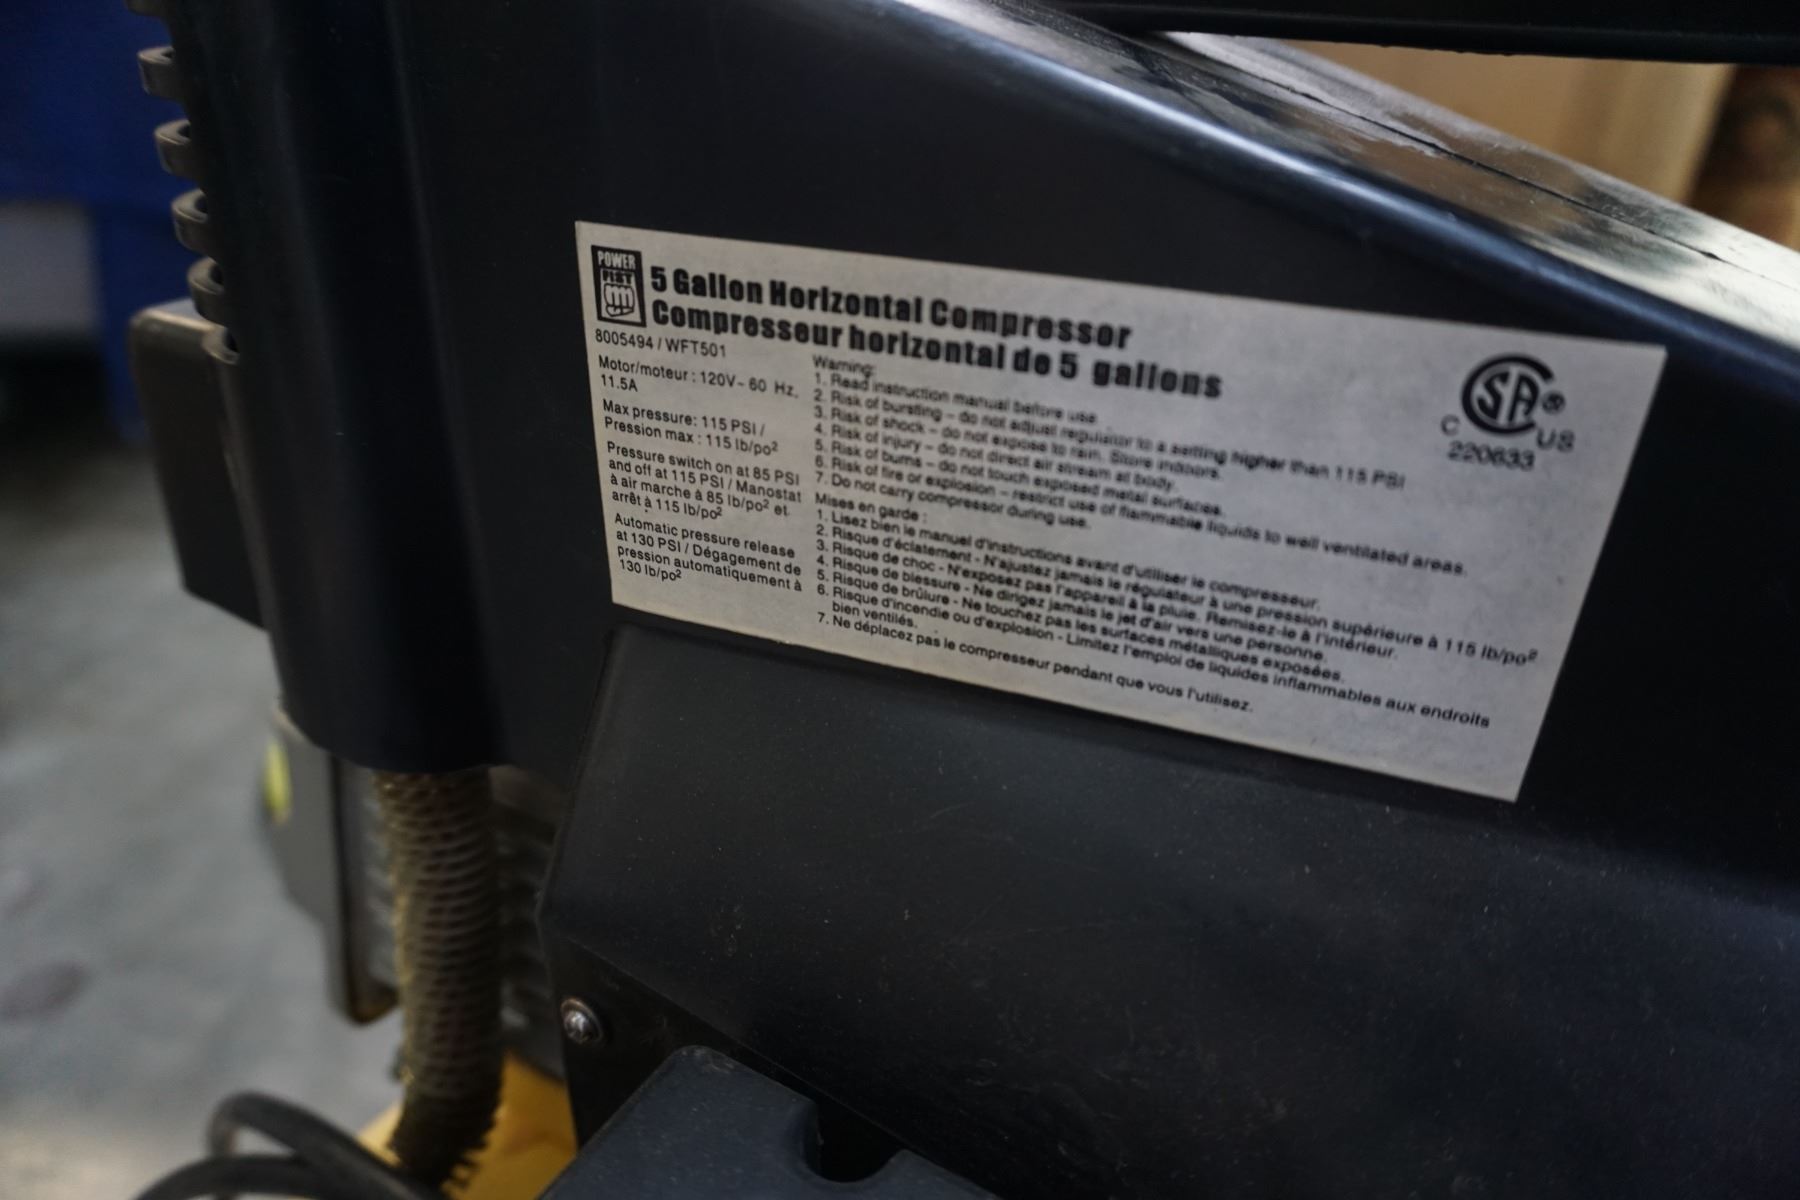 POWER
FIST
5 Gallon Horizontal Compressor
Compresseur horizontal de 5 gallons
8005494 / WFT501
Motor/moteur : 120V~ 60 Hz,
11.5A
Max pressure: 115 PSI /
Pression max : 115 lb/po²
Pressure switch on at 85 PSI
and off at 115 PSI / Manostat
à air marche à 85 lb/po² et
arrêt à 115 lb/po²
Automatic pressure release
at 130 PSI / Dégagement de
pression automatiquement à
130 lb/po²
Warning:
1. Read instruction manual before use.
2. Risk of bursting – do not adjust regulator to a setting higher than 115 PSI
3. Risk of shock – do not expose to rain. Store indoors.
4. Risk of injury – do not direct air stream at body.
5. Risk of burns – do not touch exposed metal surfaces.
6. Risk of fire or explosion – restrict use of flammable liquids to well ventilated areas.
7. Do not carry compressor during use.
Mises en garde :
1. Lisez bien le manuel d'instructions avant d'utiliser le compresseur.
2. Risque d'éclatement - N'ajustez jamais le régulateur à une pression supérieure à 115 lb/po²
3. Risque de choc - N'exposez pas l'appareil à la pluie. Remisez-le à l'intérieur.
4. Risque de blessure - Ne dirigez jamais le jet d'air vers une personne.
5. Risque de brûlure - Ne touchez pas les surfaces métalliques exposées.
6. Risque d'incendie ou d'explosion - Limitez l'emploi de liquides inflammables aux endroits
bien ventilés.
7. Ne déplacez pas le compresseur pendant que vous l'utilisez.
CSA®
C US
220633